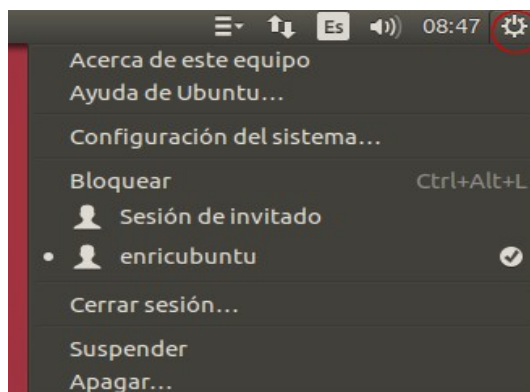 Es 08:47
Acerca de este equipo
Ayuda de Ubuntu...
Configuración del sistema...
Bloquear Ctrl+Alt+L
Sesión de invitado
enricubuntu
Cerrar sesión...
Suspender
Apagar...